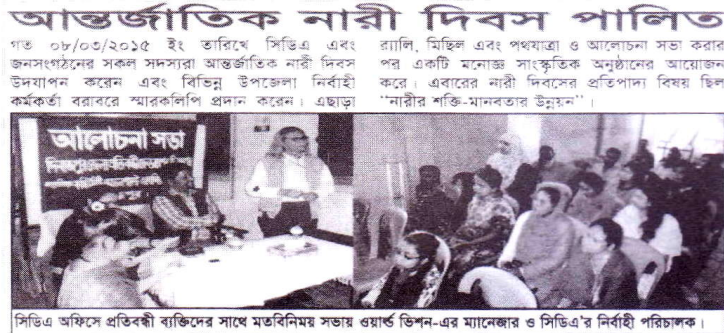 আন্তর্জাতিক নারী দিবস পালিত
গত ০৮/০৩/২০১৫ ইং তারিখে সিডিএ এবং
জনসংগঠনের সকল সদস্যরা আন্তর্জাতিক নারী দিবস
উদযাপন করেন এবং বিভিন্ন উপজেলা নির্বাহী
কর্মকর্তা বরাবরে স্মারকলিপি প্রদান করেন। এছাড়া
র‍্যালি, মিছিল এবং পথযাত্রা ও আলোচনা সভা করার
পর একটি মনোজ্ঞ সাংস্কৃতিক অনুষ্ঠানের আয়োজন
করে। এবারের নারী দিবসের প্রতিপাদ্য বিষয় ছিল
“নারীর শক্তি-মানবতার উন্নয়ন”।
আলোচনা সভা
সিডিএ অফিসে প্রতিবন্ধী ব্যক্তিদের সাথে মতবিনিময় সভায় ওয়ার্ল্ড ভিশন-এর ম্যানেজার ও সিডিএ'র নির্বাহী পরিচালক।